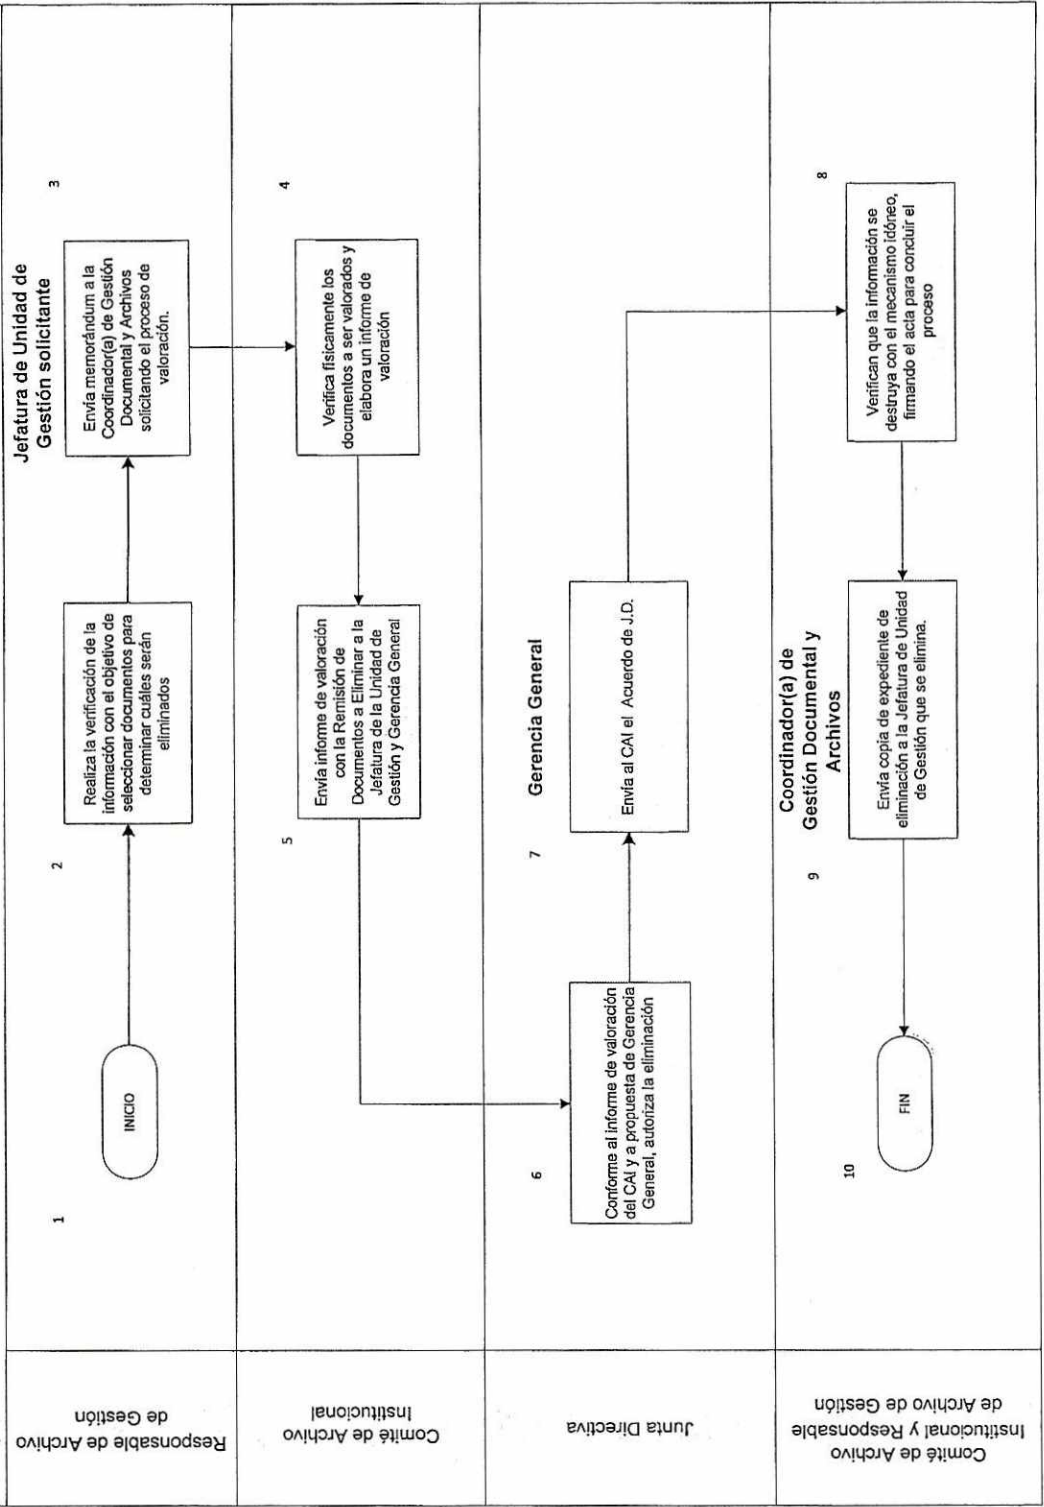 Responsable de Archivo
de Gestión
1
INICIO
2
Realiza la verificación de la
información con el objetivo de
seleccionar documentos para
determinar cuáles serán
eliminados
Jefatura de Unidad de
Gestión solicitante
3
Envía memorándum a la
Coordinador(a) de Gestión
Documental y Archivos
solicitando el proceso de
valoración.
Comité de Archivo
Institucional
4
Verifica físicamente los
documentos a ser valorados y
elabora un informe de
valoración
5
Envía informe de valoración
con la Remisión de
Documentos a Eliminar a la
Jefatura de la Unidad de
Gestión y Gerencia General
Junta Directiva
6
Conforme al informe de valoración
del CAI y a propuesta de Gerencia
General, autoriza la eliminación
Gerencia General
7
Envía al CAI el Acuerdo de J.D.
Comité de Archivo
Institucional y Responsable
de Archivo de Gestión
8
Verifican que la información se
destruya con el mecanismo idóneo,
firmando el acta para concluir el
proceso
Coordinador(a) de
Gestión Documental y
Archivos
9
Envía copia de expediente de
eliminación a la Jefatura de Unidad
de Gestión que se elimina.
10
FIN